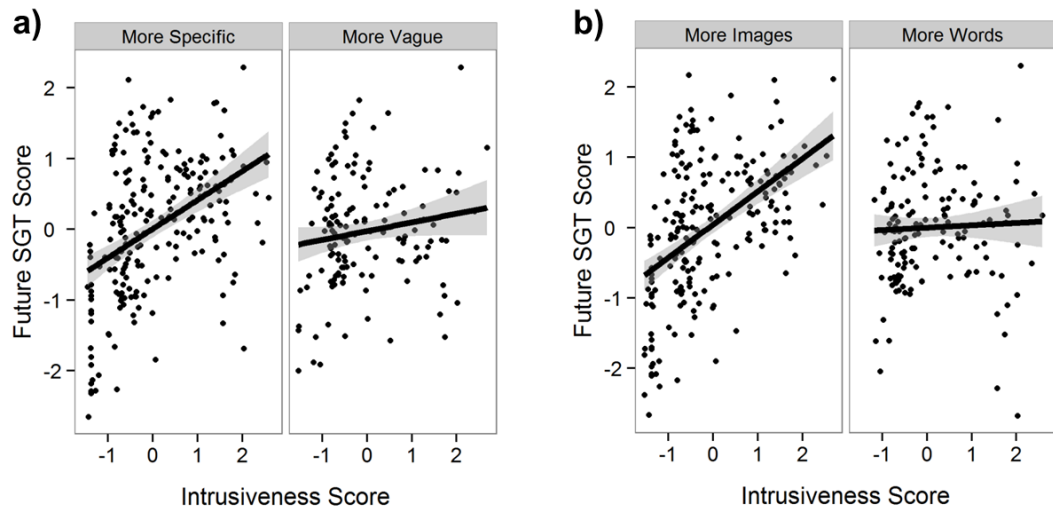 a)
More Specific
More Vague
Future SGT Score
2
1
0
-1
-2
-1 0 1 2
-1 0 1 2
Intrusiveness Score
b)
More Images
More Words
Future SGT Score
2
1
0
-1
-2
-1 0 1 2
-1 0 1 2
Intrusiveness Score